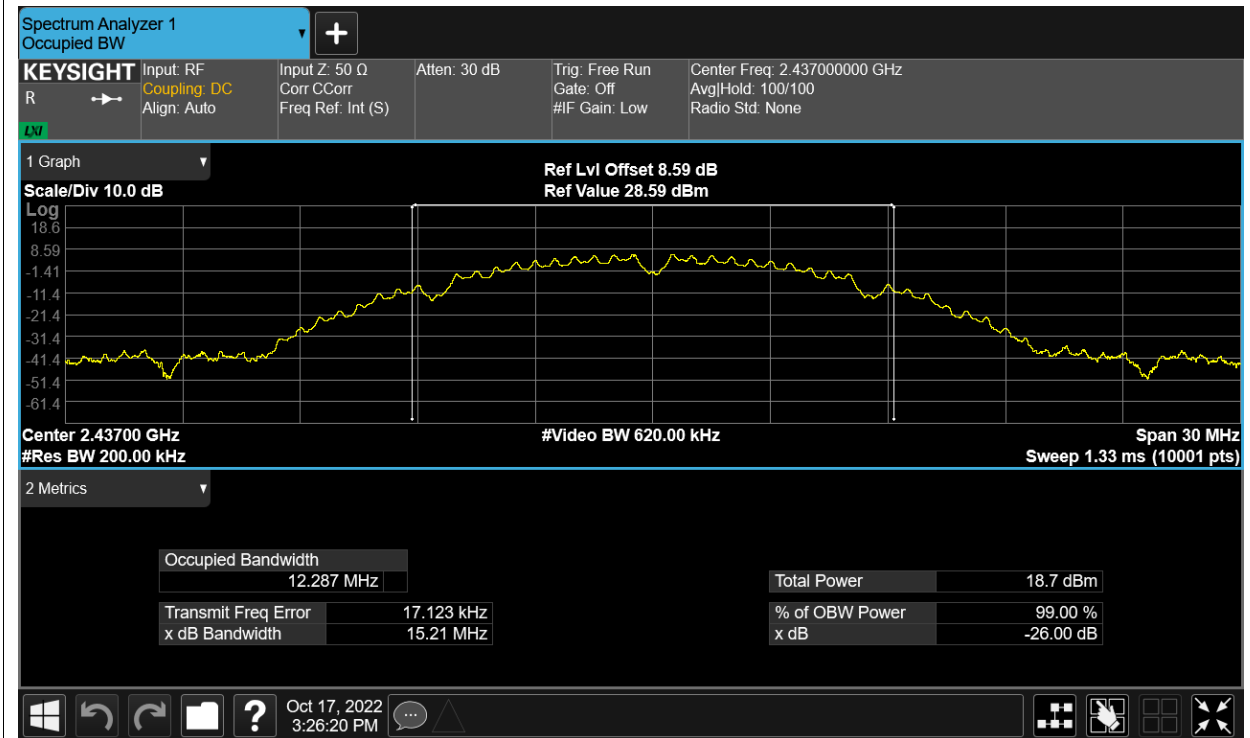 Spectrum Analyzer 1
Occupied BW
KEYSIGHT
R
LXI
Input: RF
Coupling: DC
Align: Auto
Input Z: 50 Ω
Corr CCorr
Freq Ref: Int (S)
Atten: 30 dB
Trig: Free Run
Gate: Off
#IF Gain: Low
Center Freq: 2.437000000 GHz
Avg|Hold: 100/100
Radio Std: None
1 Graph
Scale/Div 10.0 dB
Ref Lvl Offset 8.59 dB
Ref Value 28.59 dBm
Log
18.6
8.59
-1.41
-11.4
-21.4
-31.4
-41.4
-51.4
-61.4
Center 2.43700 GHz
#Video BW 620.00 kHz
Span 30 MHz
#Res BW 200.00 kHz
Sweep 1.33 ms (10001 pts)
2 Metrics
Occupied Bandwidth
12.287 MHz
Transmit Freq Error 17.123 kHz
x dB Bandwidth 15.21 MHz
Total Power 18.7 dBm
% of OBW Power 99.00 %
x dB -26.00 dB
?
Oct 17, 2022
3:26:20 PM